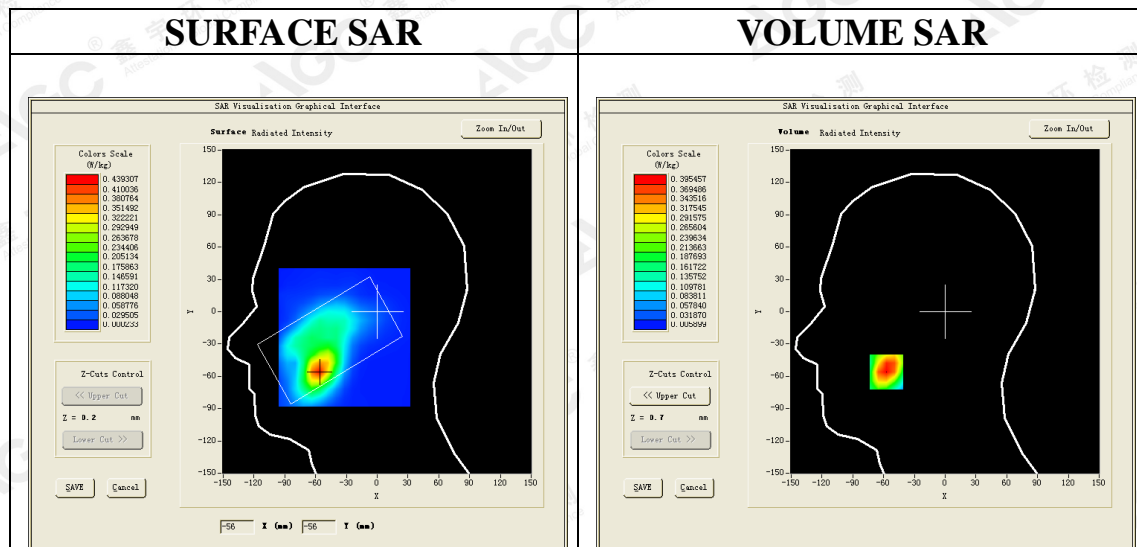 SURFACE SAR
VOLUME SAR
SAR Visualisation Graphical Interface
Surface Radiated Intensity
Zoom In/Out
Colors Scale
(W/kg)
0.439307
0.410036
0.380764
0.351492
0.322221
0.292949
0.263678
0.234406
0.205134
0.175863
0.146591
0.117320
0.088048
0.058776
0.029505
0.000233
Z-Cuts Control
<< Upper Cut
Z = 0.2 mm
Lower Cut >>
SAVE
Cancel
150
120
90
60
30
0
-30
-60
-90
-120
-150
Y
-150 -120 -90 -60 -30 0 30 60 90 120 150
X
-56 X (mm) -56 Y (mm)
SAR Visualisation Graphical Interface
Volume Radiated Intensity
Zoom In/Out
Colors Scale
(W/kg)
0.395457
0.369486
0.343516
0.317545
0.291575
0.265604
0.239634
0.213663
0.187693
0.161722
0.135752
0.109781
0.083811
0.057840
0.031870
0.005899
Z-Cuts Control
<< Upper Cut
Z = 0.7 mm
Lower Cut >>
SAVE
Cancel
150
120
90
60
30
0
-30
-60
-90
-120
-150
Y
-150 -120 -90 -60 -30 0 30 60 90 120 150
X